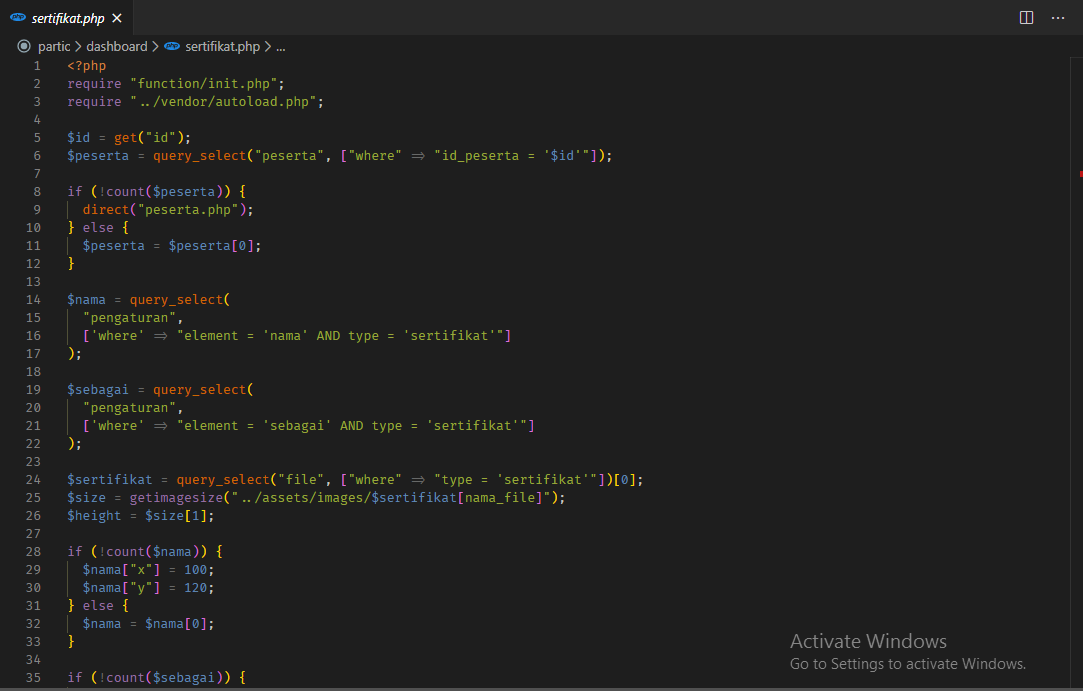 sertifikat.php
partic > dashboard > sertifikat.php > ...
1 <?php
2 require "function/init.php";
3 require "../vendor/autoload.php";
4
5 $id = get("id");
6 $peserta = query_select("peserta", ["where" => "id_peserta = '$id'"]);
7
8 if (!count($peserta)) {
9 direct("peserta.php");
10 } else {
11 $peserta = $peserta[0];
12 }
13
14 $nama = query_select(
15 "pengaturan",
16 ['where' => "element = 'nama' AND type = 'sertifikat'"]
17 );
18
19 $sebagai = query_select(
20 "pengaturan",
21 ['where' => "element = 'sebagai' AND type = 'sertifikat'"]
22 );
23
24 $sertifikat = query_select("file", ["where" => "type = 'sertifikat'"])[0];
25 $size = getimagesize("../assets/images/$sertifikat[nama_file]");
26 $height = $size[1];
27
28 if (!count($nama)) {
29 $nama["x"] = 100;
30 $nama["y"] = 120;
31 } else {
32 $nama = $nama[0];
33 }
34
35 if (!count($sebagai)) {
Activate Windows
Go to Settings to activate Windows.